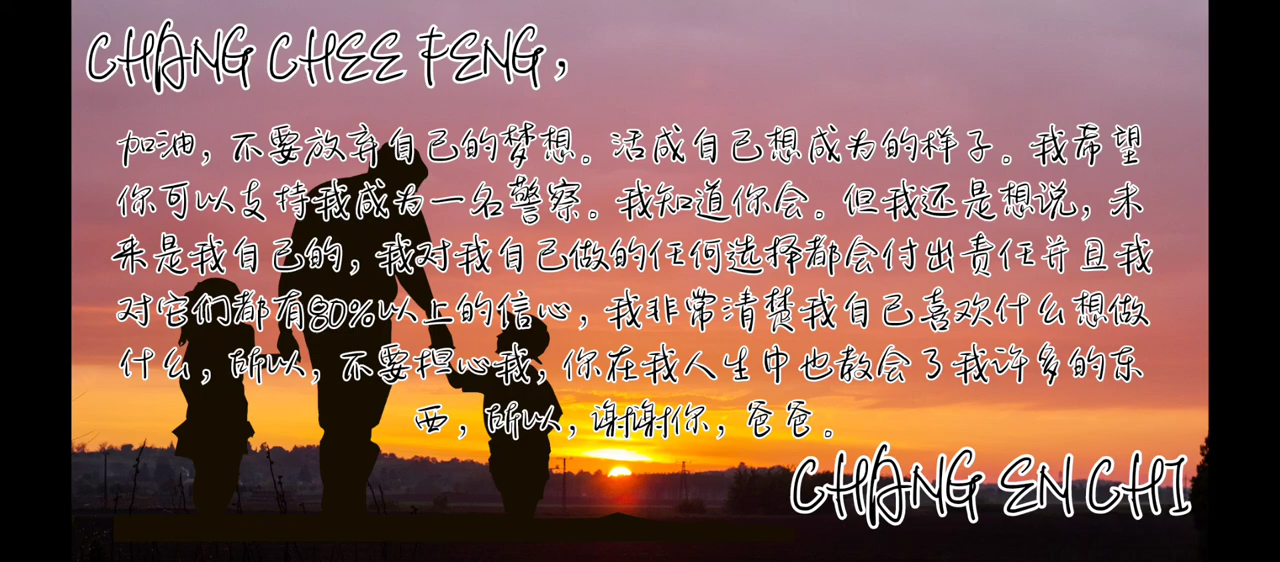 CHANG CHEE FENG,
加油，不要放弃自己的梦想。活成自己想成为的样子。我希望
你可以支持我成为一名警察。我知道你会。但我还是想说，未
来是我自己的，我对我自己做的任何选择都会付出责任并且我
对它们都有80%以上的信心，我非常清楚我自己喜欢什么想做
什么，所以，不要担心我，你在我人生中也教会了我许多的东
西，所以，谢谢你，爸爸。
CHANG EN CHI